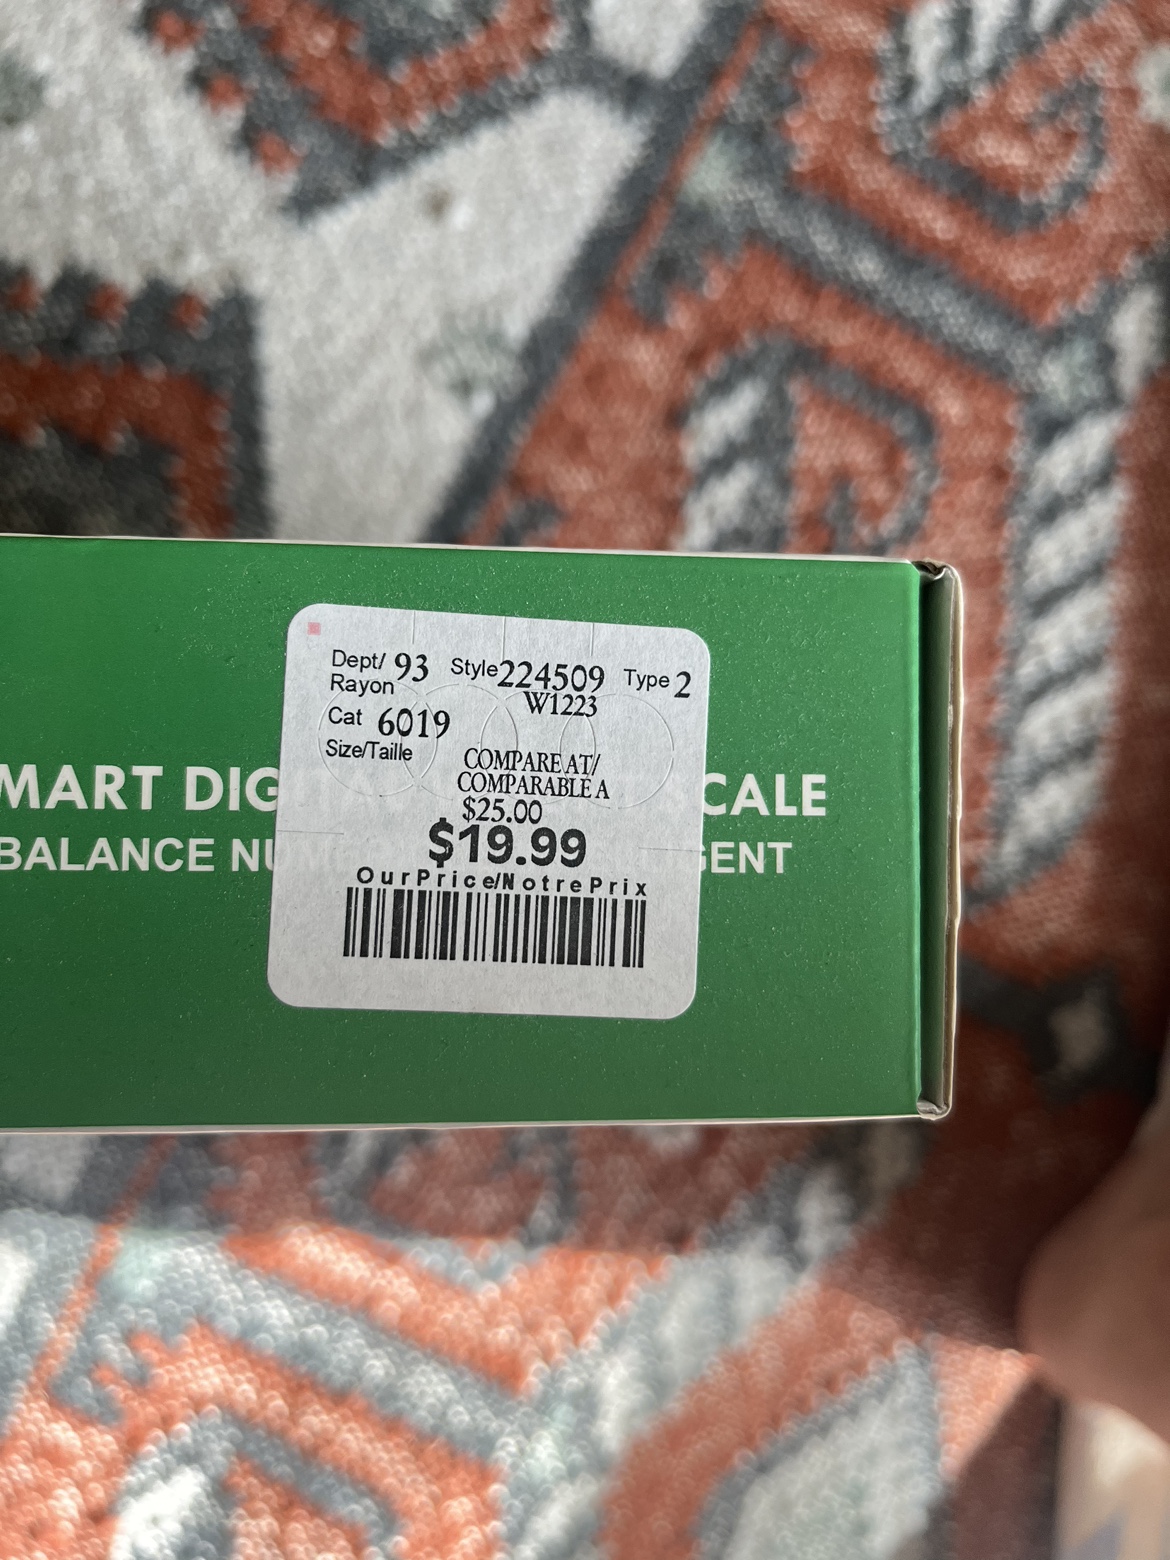 Dept/ 93 Style 224509 Type 2
Rayon
W1223
Cat 6019
Size/Taille
COMPARE AT/
COMPARABLE A
$25.00
$19.99
OurPrice/NotrePrix
MART DIG CALE
BALANCE NU GENT